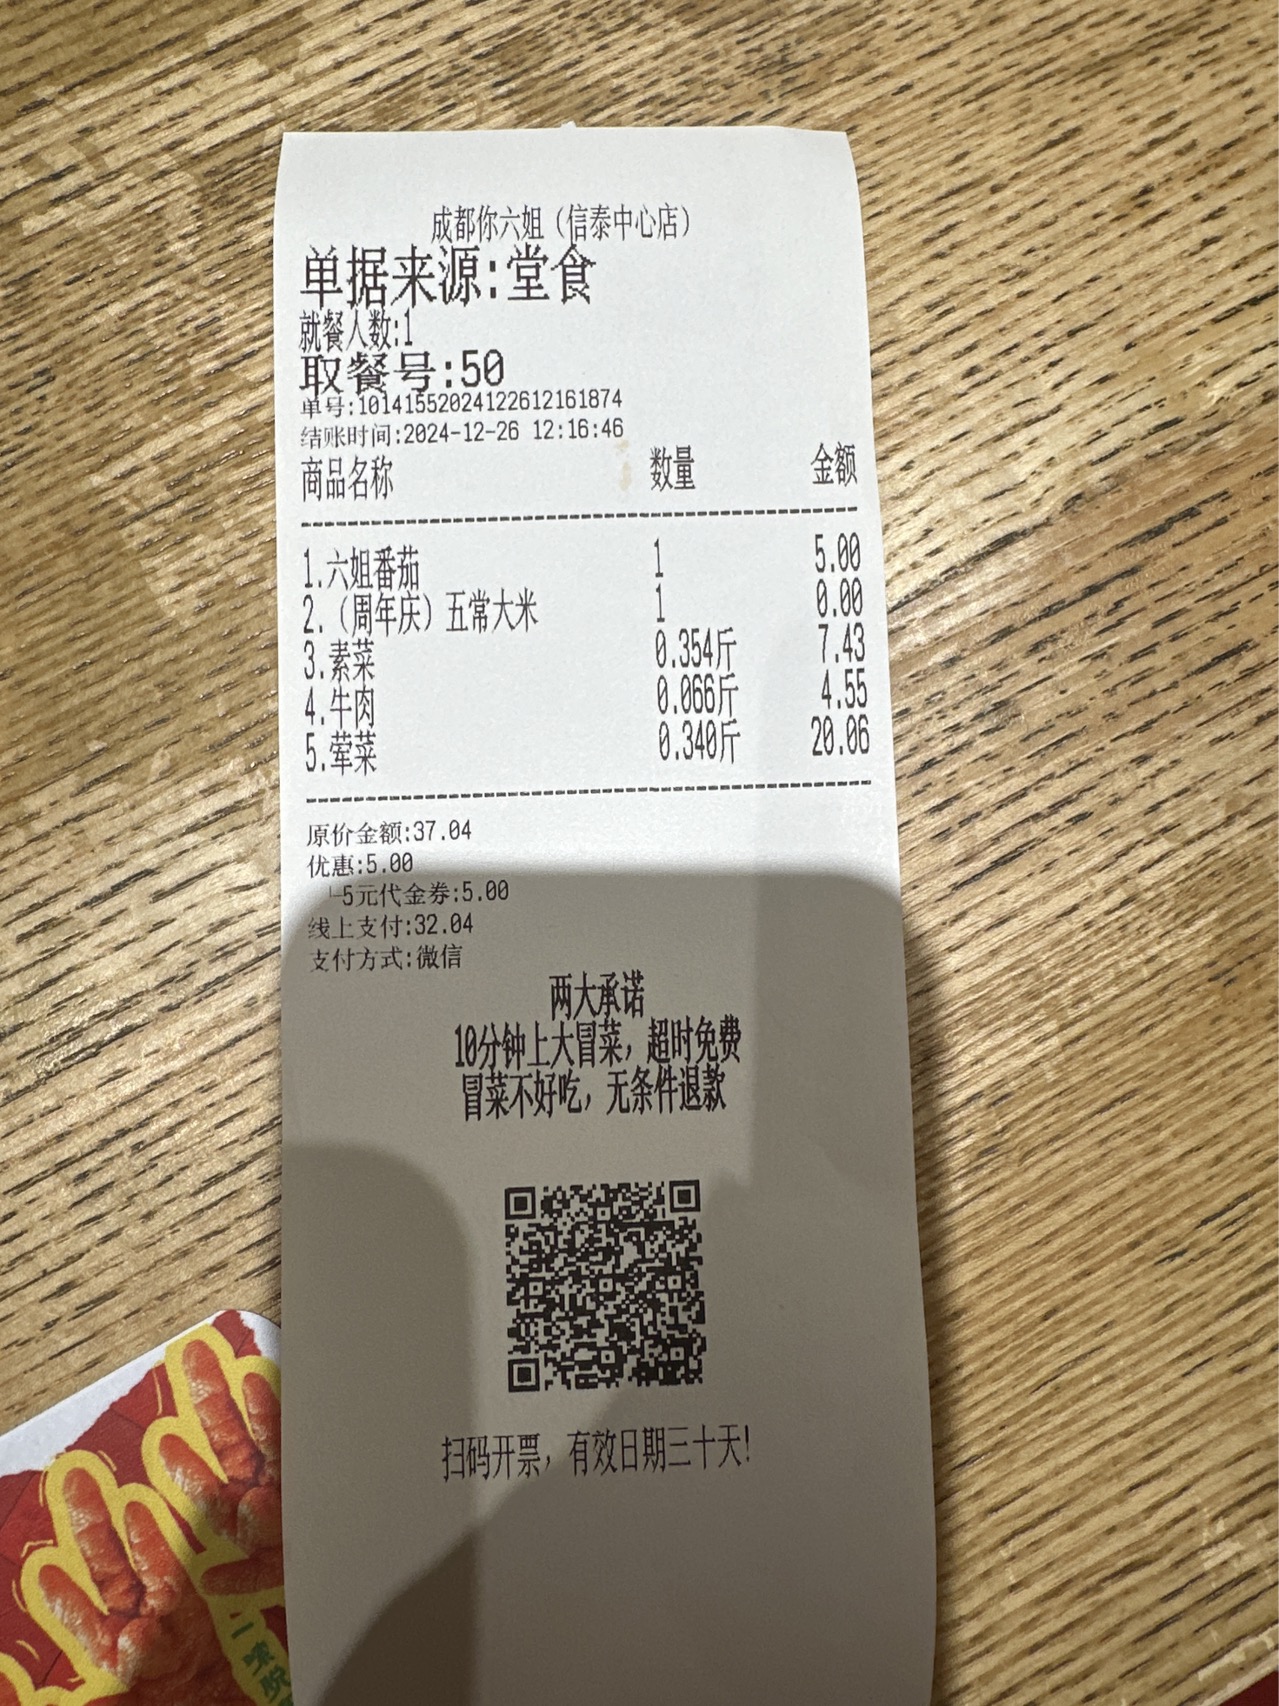 成都你六姐（信泰中心店）
单据来源:堂食
就餐人数:1
取餐号:50
单号:10141552024122612161874
结账时间:2024-12-26 12:16:46
商品名称 数量 金额
1.六姐番茄 1 5.00
2.（周年庆）五常大米 1 0.00
3.素菜 0.354斤 7.43
4.牛肉 0.066斤 4.55
5.荤菜 0.340斤 20.06
原价金额:37.04
优惠:5.00
└5元代金券:5.00
线上支付:32.04
支付方式:微信
两大承诺
10分钟上大冒菜，超时免费
冒菜不好吃，无条件退款
扫码开票，有效日期三十天!